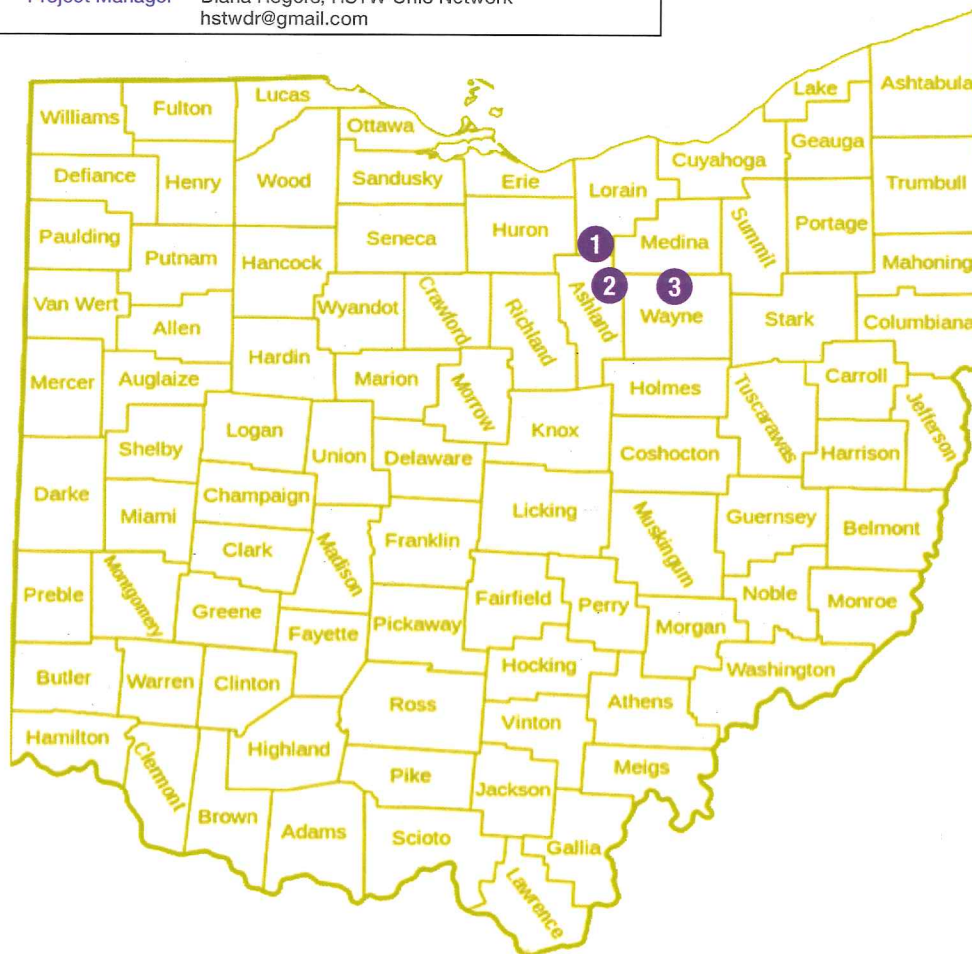 Project Manager Diana Rogers, HSTW Ohio Network
hstwdr@gmail.com
Williams
Fulton
Lucas
Ottawa
Lake
Ashtabula
Geauga
Cuyahoga
Defiance
Henry
Wood
Sandusky
Erie
Lorain
Trumbull
Paulding
Putnam
Hancock
Seneca
Huron
1
Medina
Summit
Portage
Mahoning
Van Wert
Allen
Wyandot
Crawford
Richland
Ashland
2
3
Wayne
Stark
Columbiana
Mercer
Auglaize
Hardin
Marion
Morrow
Holmes
Tuscarawas
Carroll
Jefferson
Shelby
Logan
Union
Delaware
Knox
Coshocton
Harrison
Darke
Miami
Champaign
Clark
Madison
Franklin
Licking
Muskingum
Guernsey
Belmont
Preble
Montgomery
Greene
Fayette
Pickaway
Fairfield
Perry
Morgan
Noble
Monroe
Butler
Warren
Clinton
Ross
Hocking
Athens
Washington
Hamilton
Clermont
Highland
Vinton
Meigs
Brown
Adams
Pike
Scioto
Jackson
Gallia
Lawrence